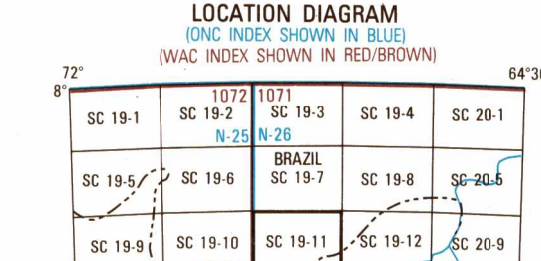 LOCATION DIAGRAM
(ONC INDEX SHOWN IN BLUE)
(WAC INDEX SHOWN IN RED/BROWN)
72° 64°30
8°
1072 1071
SC 19-1 SC 19-2 SC 19-3 SC 19-4 SC 20-1
N-25 N-26
BRAZIL
SC 19-5 SC 19-6 SC 19-7 SC 19-8 SC 20-5
SC 19-9 SC 19-10 SC 19-11 SC 19-12 SC 20-9